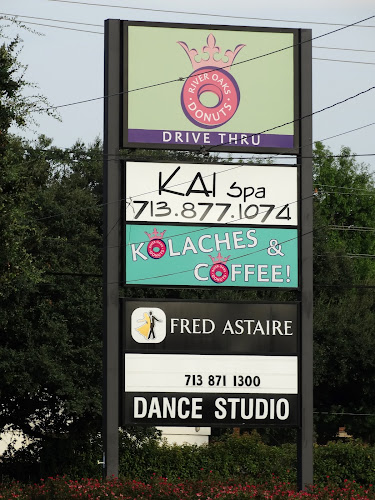 RIVER OAKS
DONUTS
DRIVE THRU
KAI Spa
713.877.1074
KOLACHES &
COFFEE!
FRED ASTAIRE
713 871 1300
DANCE STUDIO